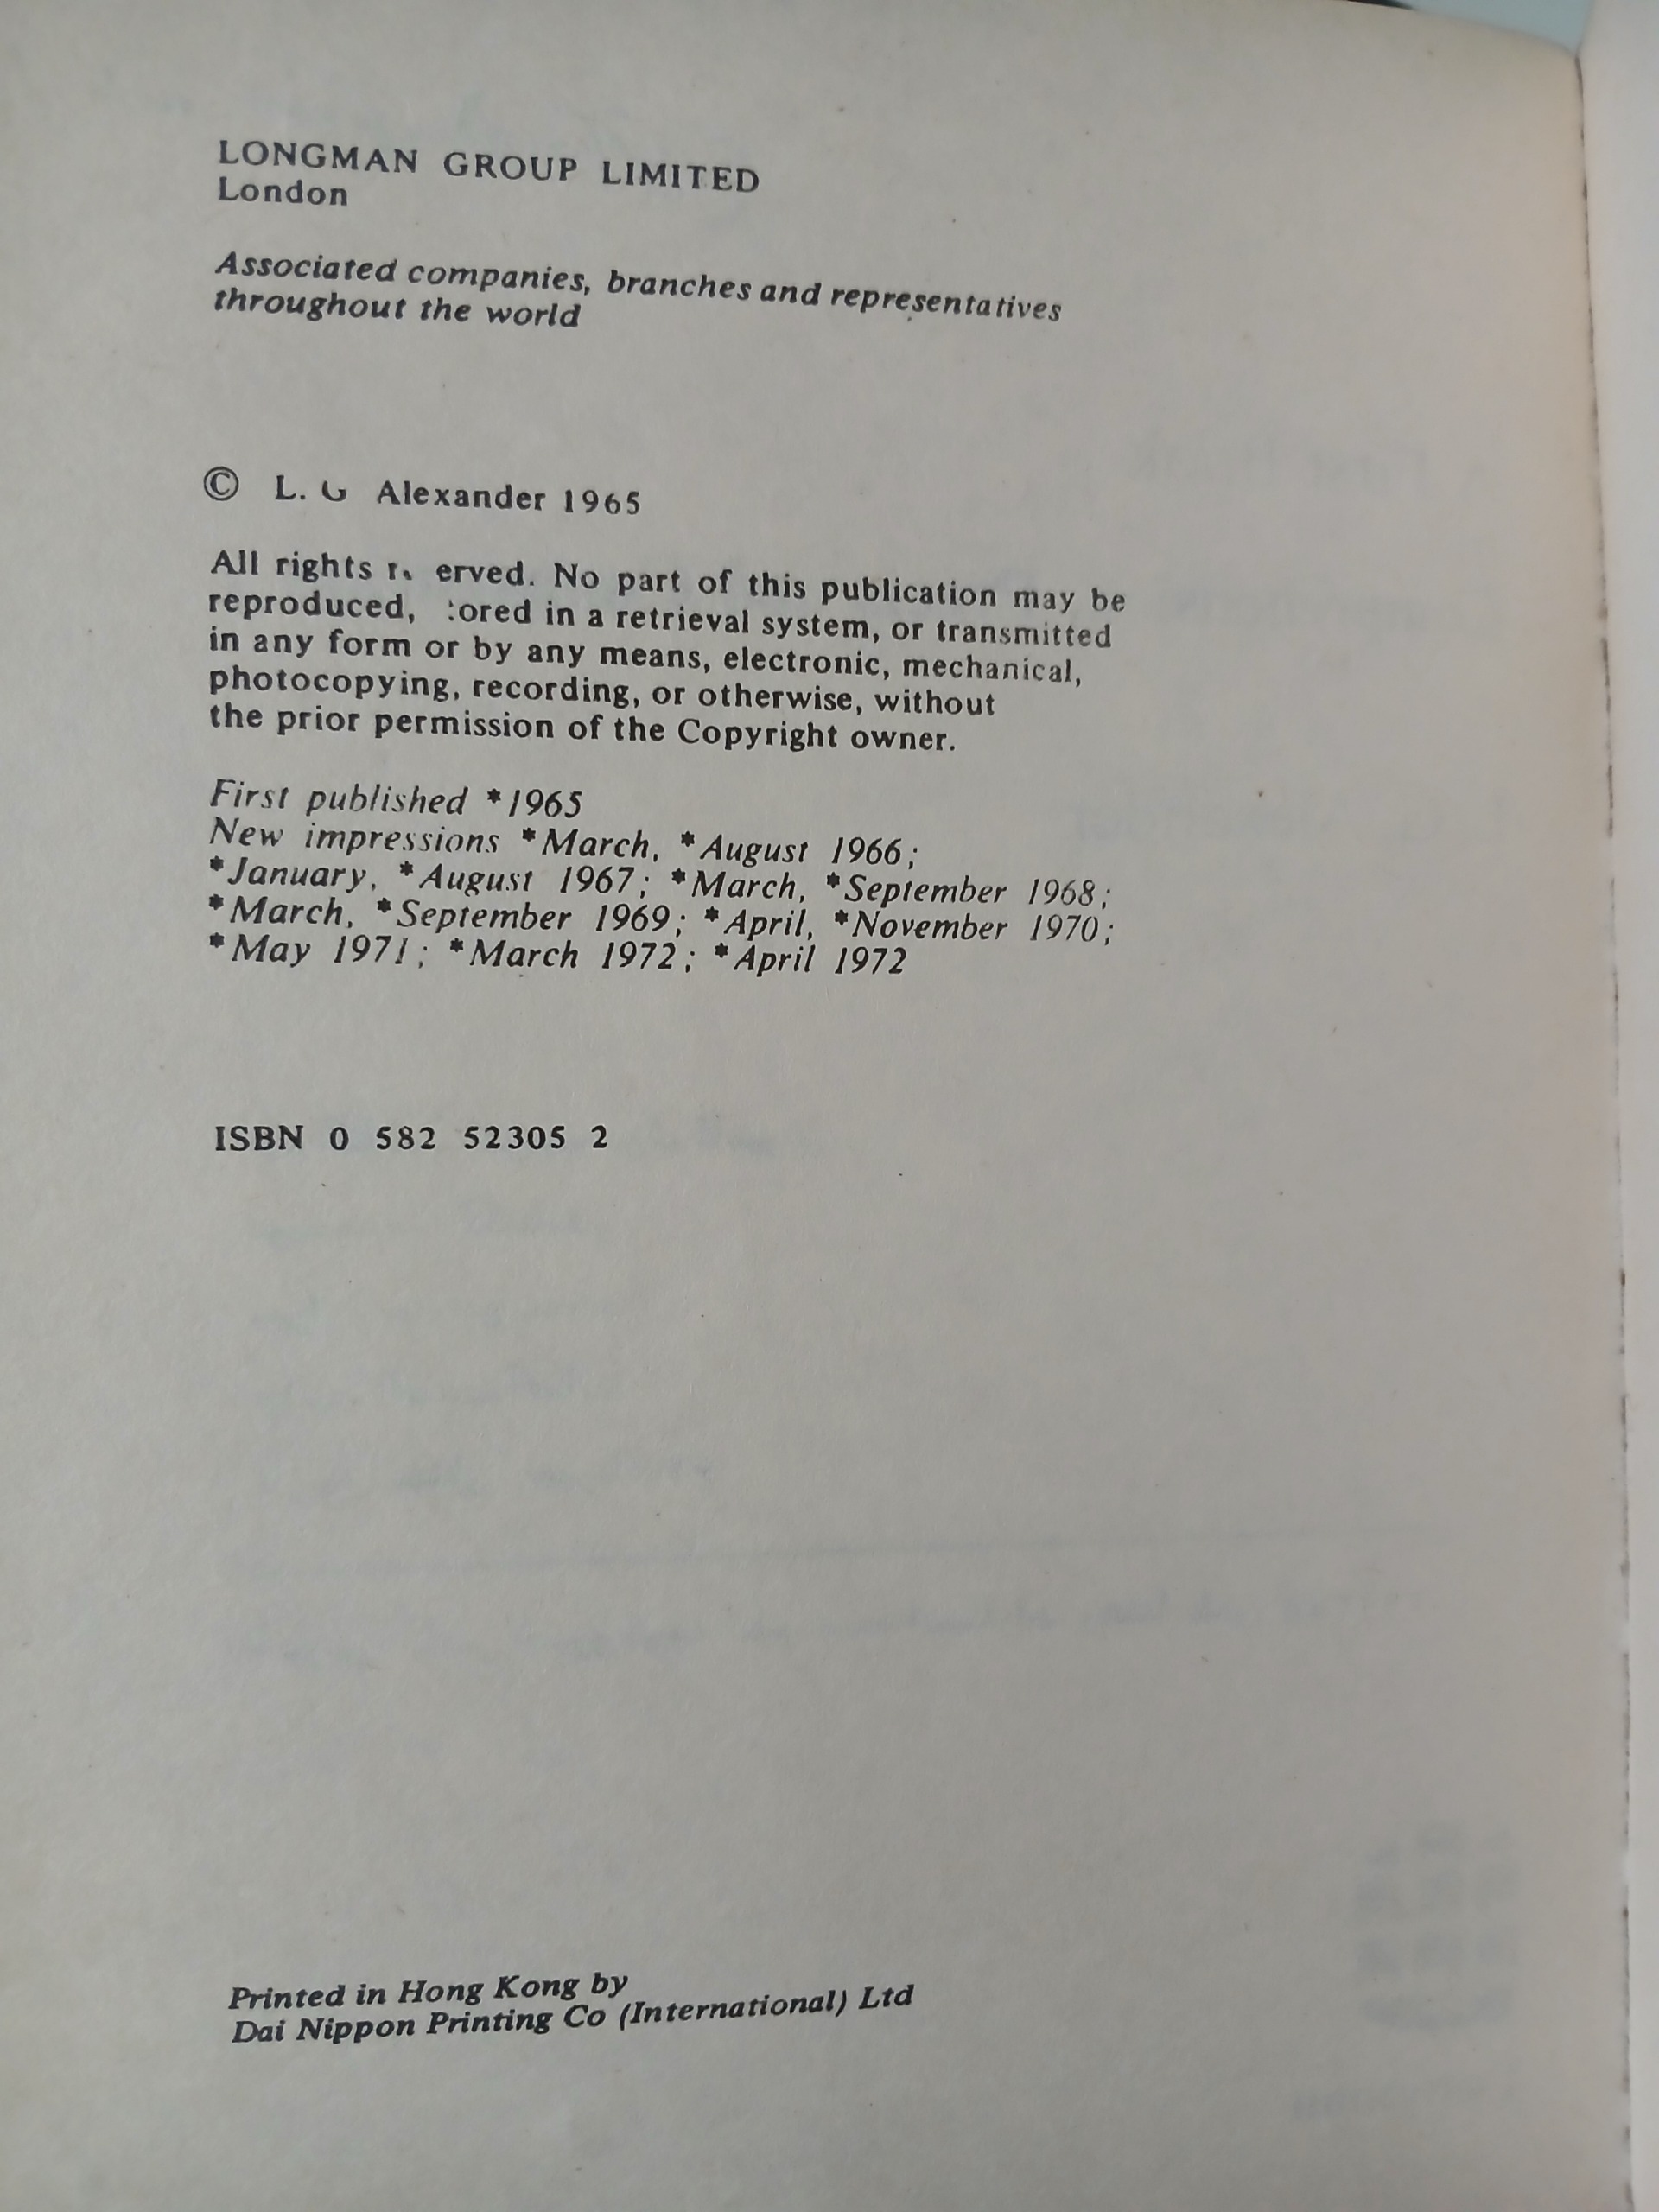 LONGMAN GROUP LIMITED
London
Associated companies, branches and representatives
throughout the world
© L. G Alexander 1965
All rights r erved. No part of this publication may be
reproduced, tored in a retrieval system, or transmitted
in any form or by any means, electronic, mechanical,
photocopying, recording, or otherwise, without
the prior permission of the Copyright owner.
First published *1965
New impressions *March, *August 1966;
*January, *August 1967; *March, *September 1968;
*March, *September 1969; *April, *November 1970;
*May 1971; *March 1972; *April 1972
ISBN 0 582 52305 2
Printed in Hong Kong by
Dai Nippon Printing Co (International) Ltd